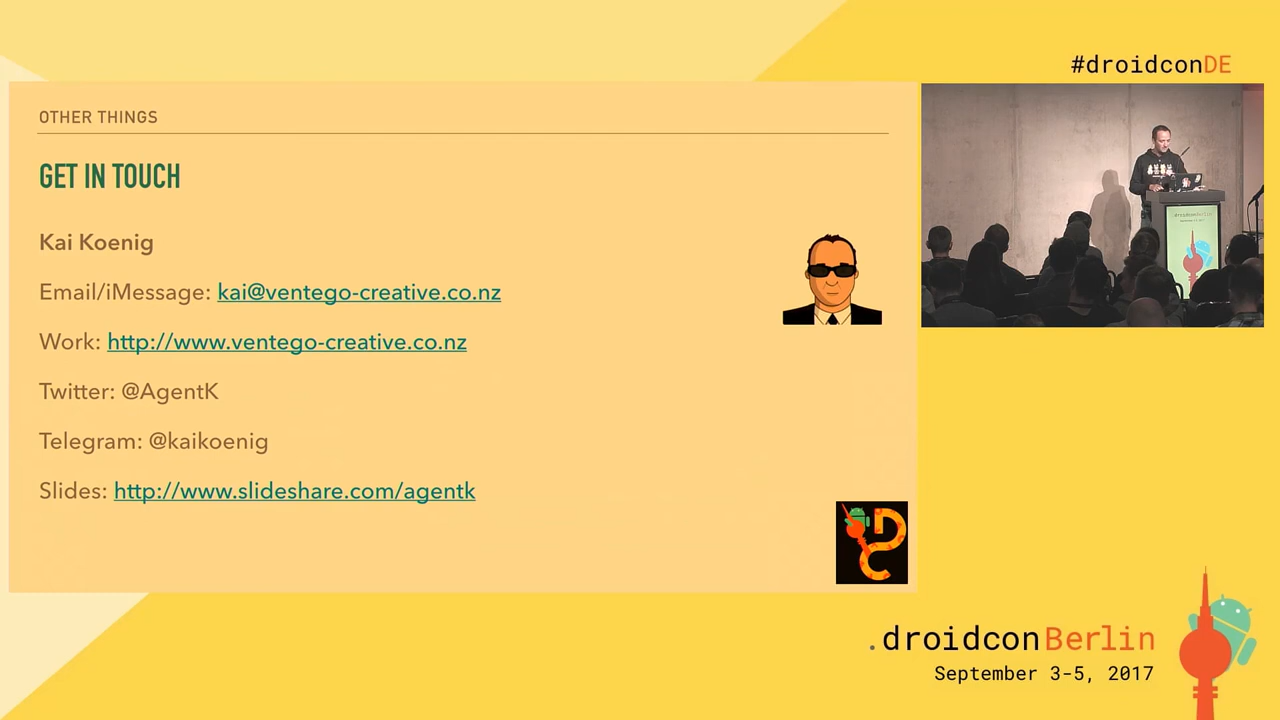 #droidconDE
OTHER THINGS
GET IN TOUCH
Kai Koenig
Email/iMessage: kai@ventego-creative.co.nz
Work: http://www.ventego-creative.co.nz
Twitter: @AgentK
Telegram: @kaikoenig
Slides: http://www.slideshare.com/agentk
.droidconBerlin
September 3-5, 2017